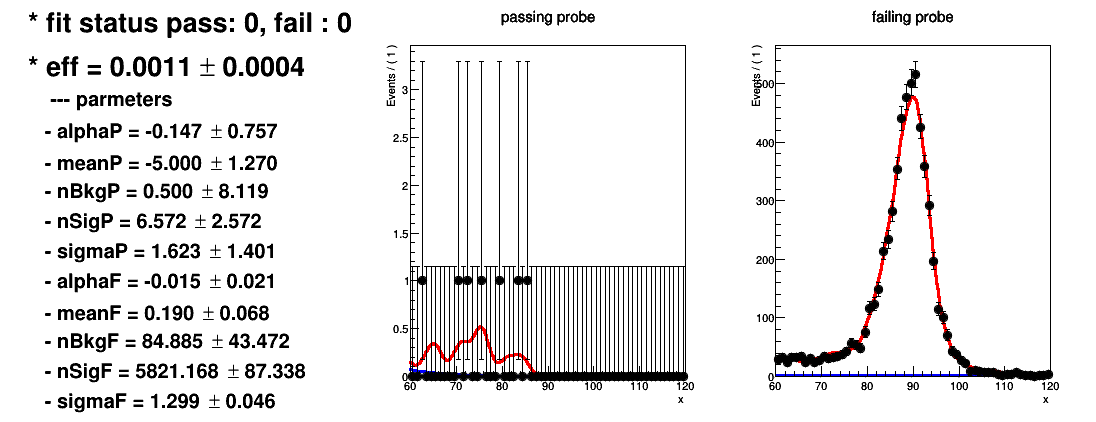 * fit status pass: 0, fail : 0
* eff = 0.0011 ± 0.0004
--- parmeters
- alphaP = -0.147 ± 0.757
- meanP = -5.000 ± 1.270
- nBkgP = 0.500 ± 8.119
- nSigP = 6.572 ± 2.572
- sigmaP = 1.623 ± 1.401
- alphaF = -0.015 ± 0.021
- meanF = 0.190 ± 0.068
- nBkgF = 84.885 ± 43.472
- nSigF = 5821.168 ± 87.338
- sigmaF = 1.299 ± 0.046
passing probe
Events / ( 1 )
3
2.5
2
1.5
1
0.5
0
60 70 80 90 100 110 120
x
failing probe
Events / ( 1 )
500
400
300
200
100
0
60 70 80 90 100 110 120
x